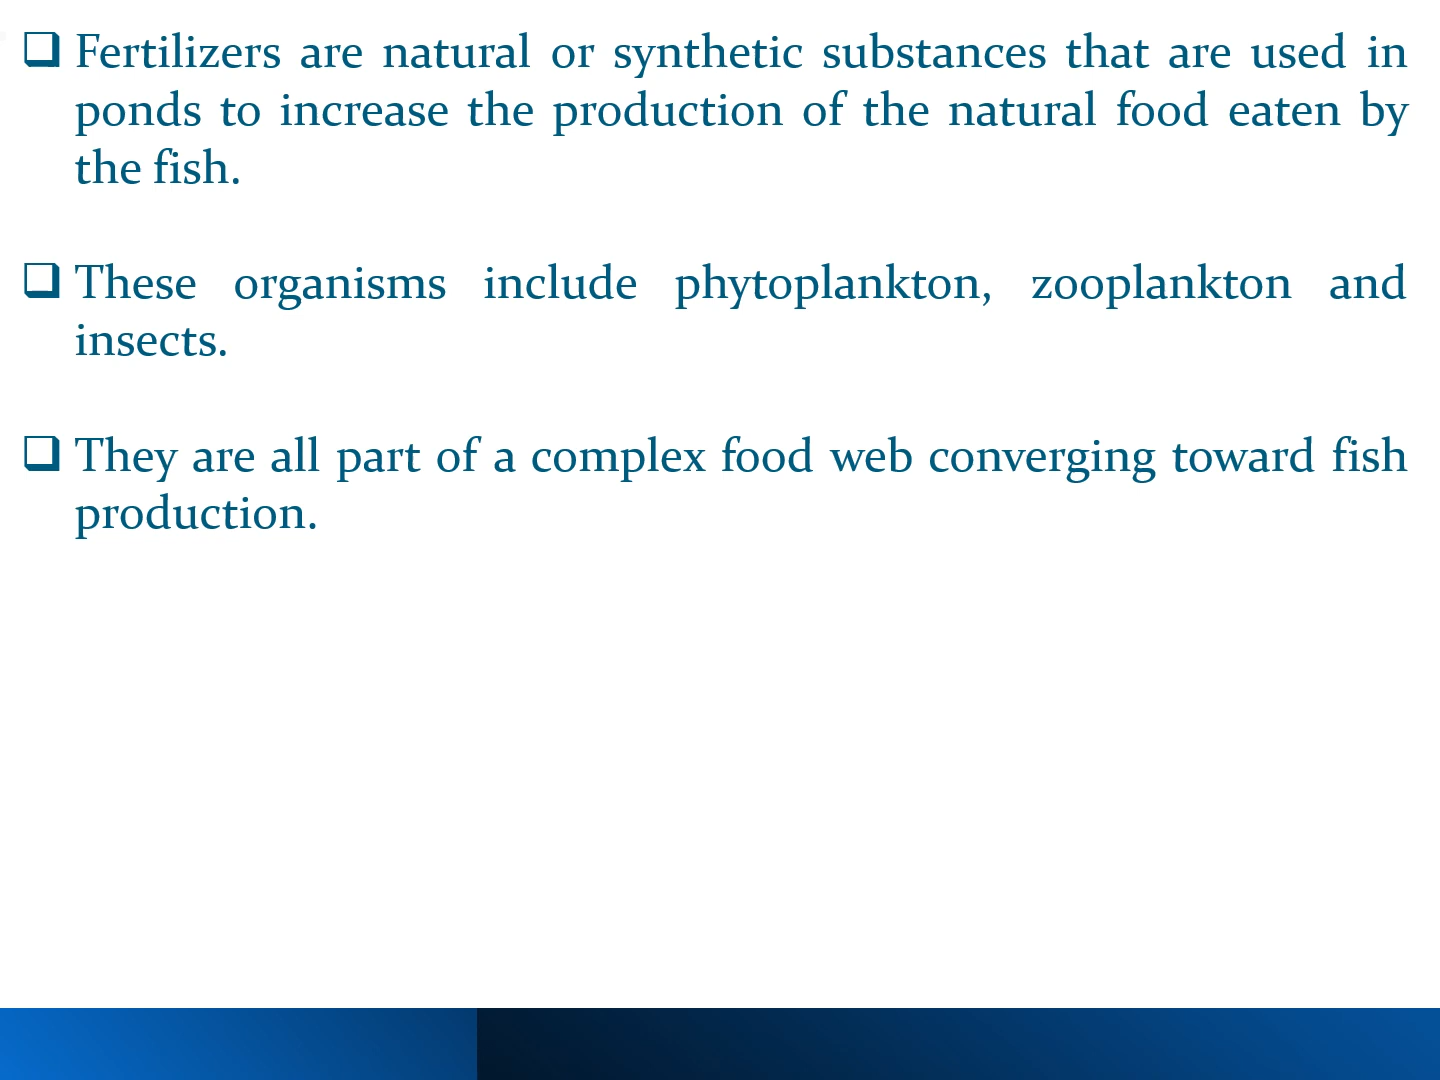 ❑ Fertilizers are natural or synthetic substances that are used in
ponds to increase the production of the natural food eaten by
the fish.
❑ These organisms include phytoplankton, zooplankton and
insects.
❑ They are all part of a complex food web converging toward fish
production.